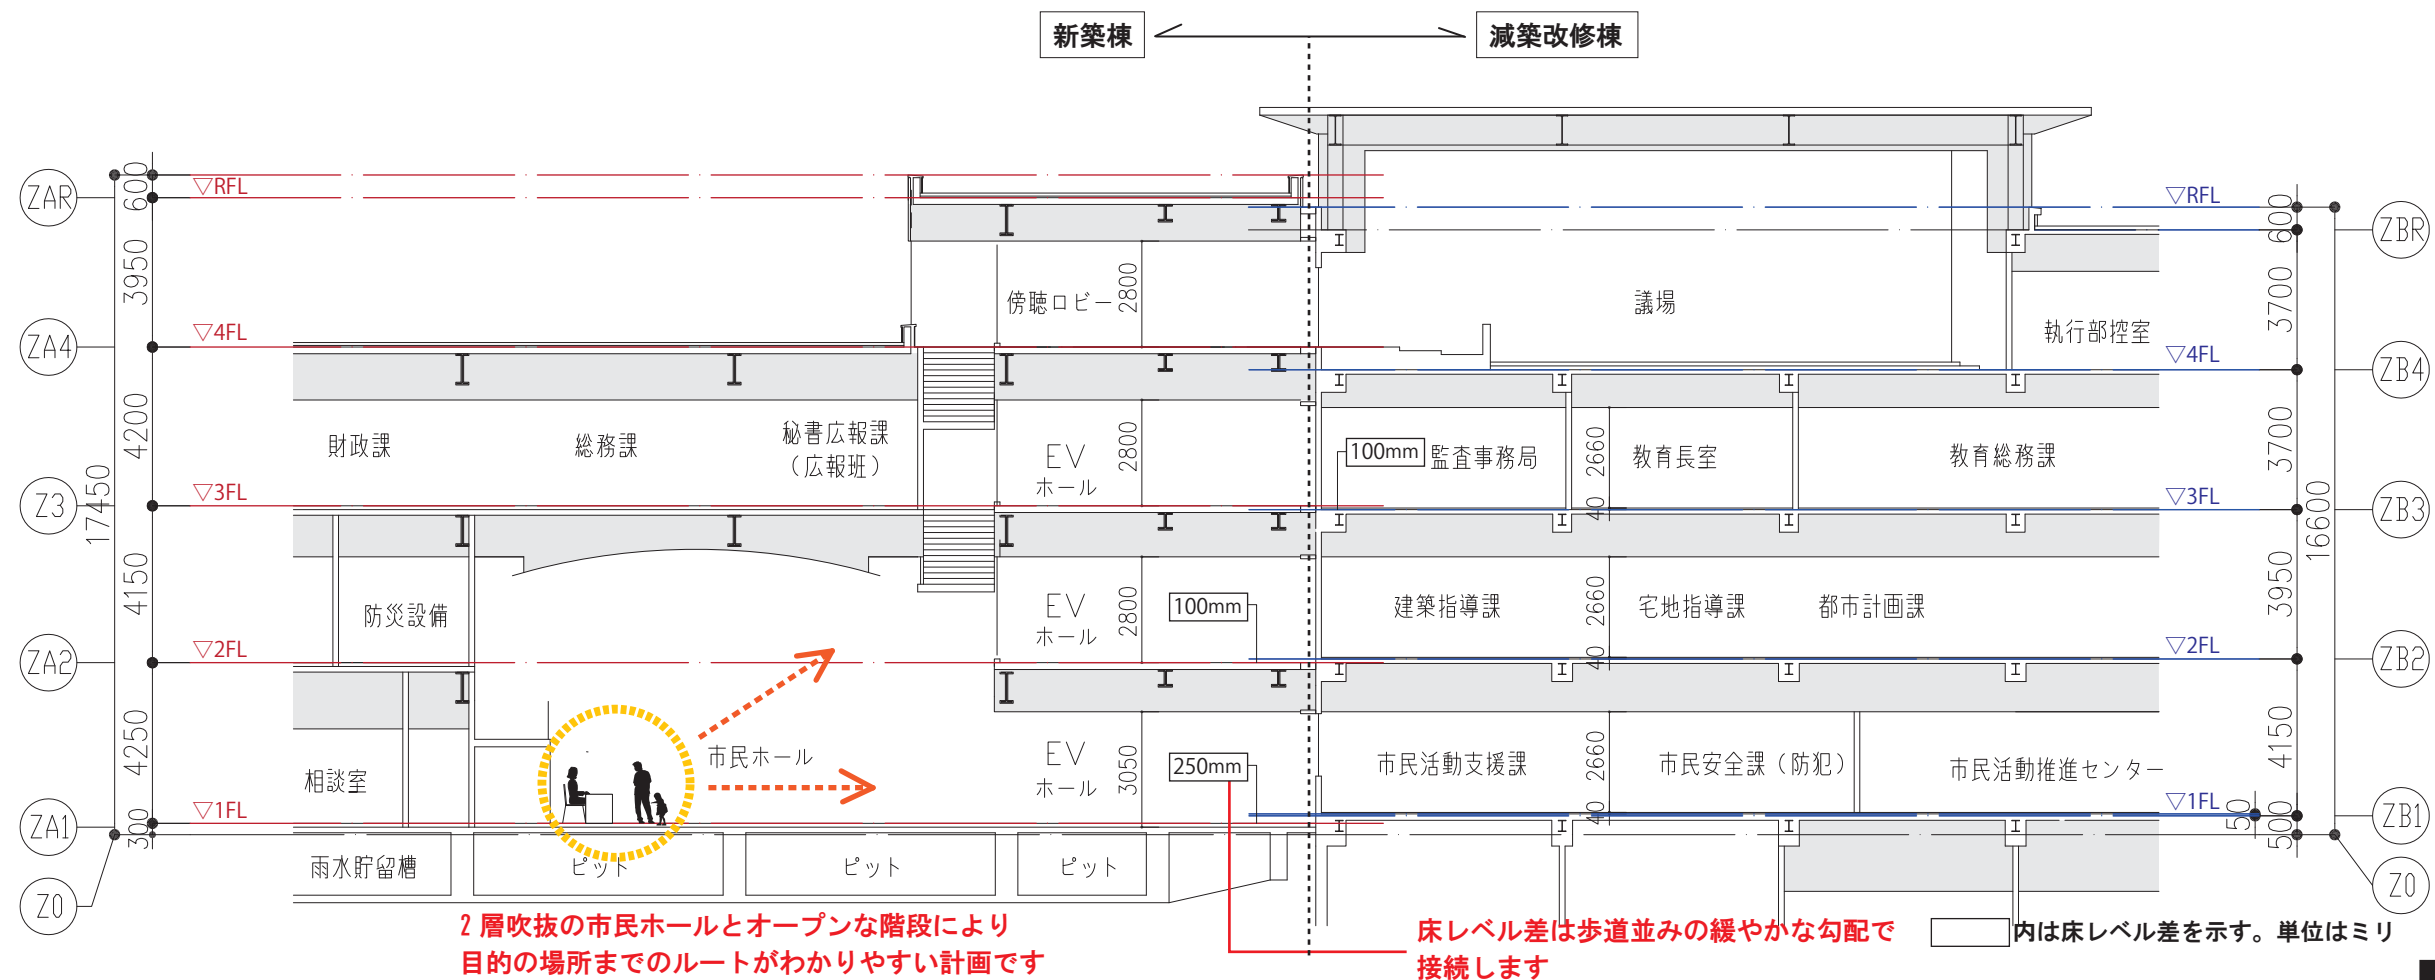 新築棟
減築改修棟
ZAR
ZA4
Z3
ZA2
ZA1
Z0
17450
600
3950
4200
4150
4250
300
▽RFL
▽4FL
▽3FL
▽2FL
▽1FL
傍聴ロビー
2800
議場
執行部控室
財政課
総務課
秘書広報課
(広報班)
EV
ホール
2800
100mm
監査事務局
2660
40
教育長室
教育総務課
防災設備
EV
ホール
2800
100mm
建築指導課
2660
40
宅地指導課
都市計画課
相談室
市民ホール
EV
ホール
3050
250mm
市民活動支援課
2660
40
市民安全課(防犯)
市民活動推進センター
雨水貯留槽
ピット
ピット
ピット
▽RFL
▽4FL
▽3FL
▽2FL
▽1FL
600
3700
3700
3950
4150
50
500
16600
ZBR
ZB4
ZB3
ZB2
ZB1
Z0
2層吹抜の市民ホールとオープンな階段により
目的の場所までのルートがわかりやすい計画です
床レベル差は歩道並みの緩やかな勾配で
接続します
内は床レベル差を示す。単位はミリ